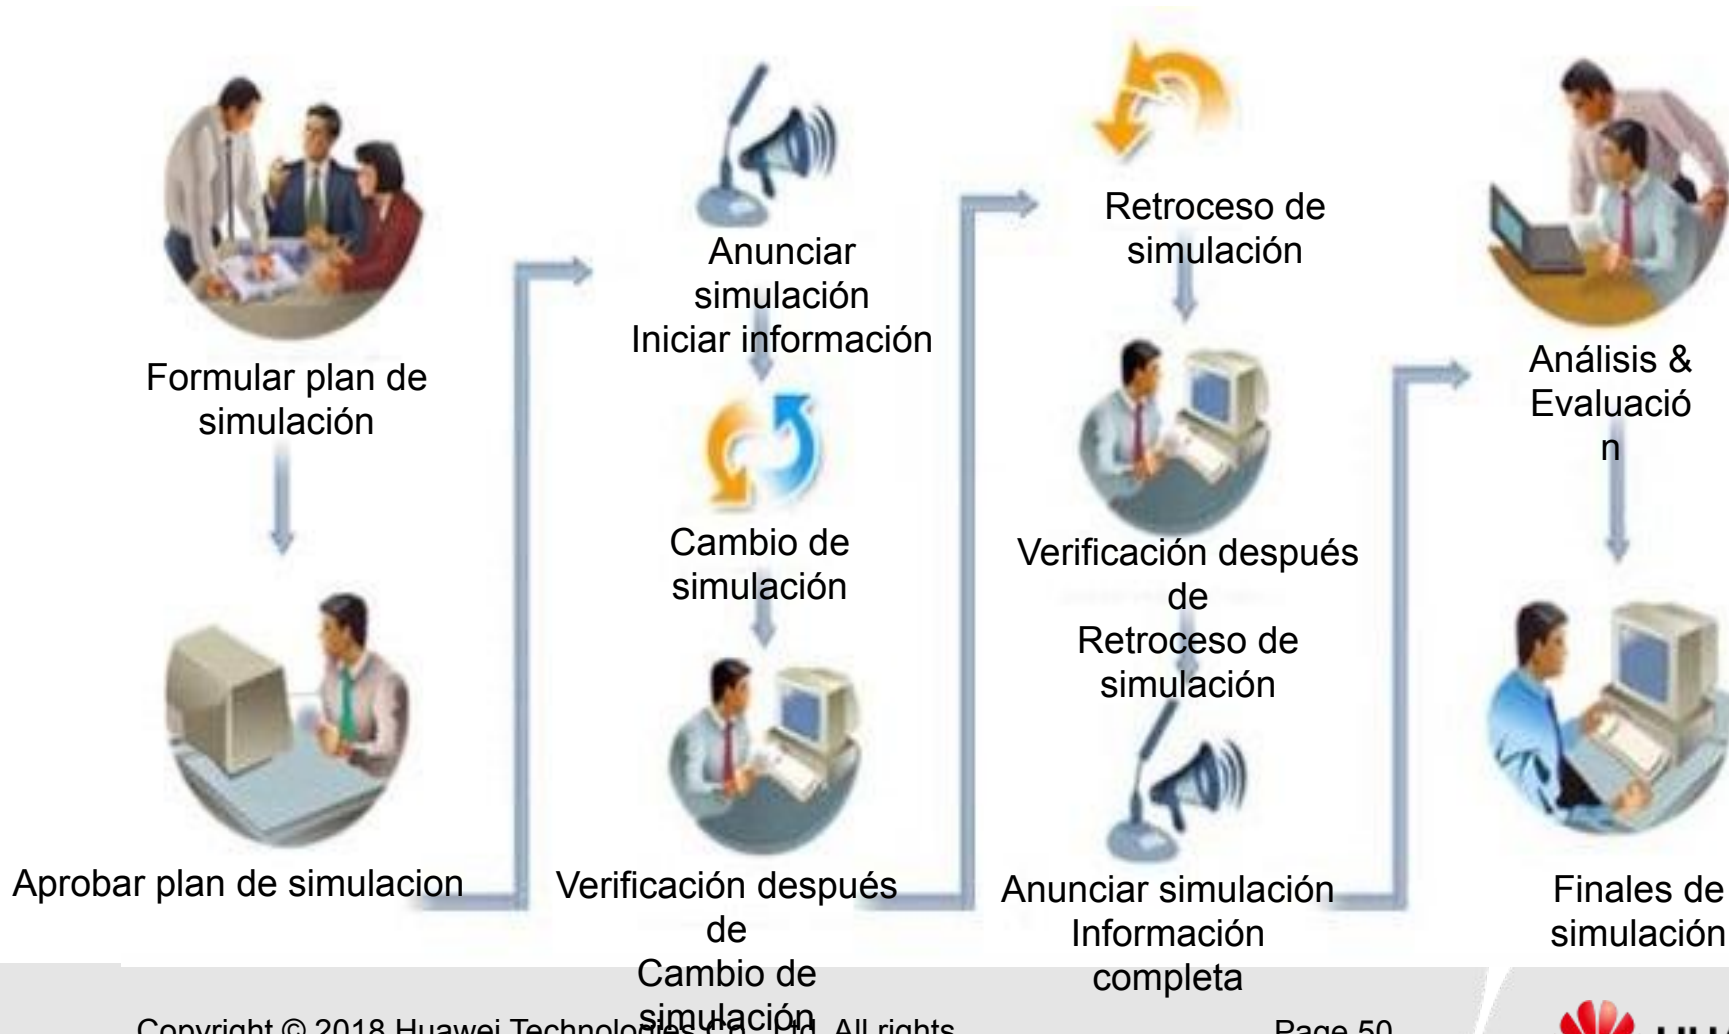 Formular plan de
simulación
Aprobar plan de simulacion
Anunciar
simulación
Iniciar información
Cambio de
simulación
Verificación después
de
Cambio de
simulación
Retroceso de
simulación
Verificación después
de
Retroceso de
simulación
Anunciar simulación
Información
completa
Análisis &
Evaluació
n
Finales de
simulación
Copyright © 2018 Huawei Technologies Co., Ltd. All rights
Page 50